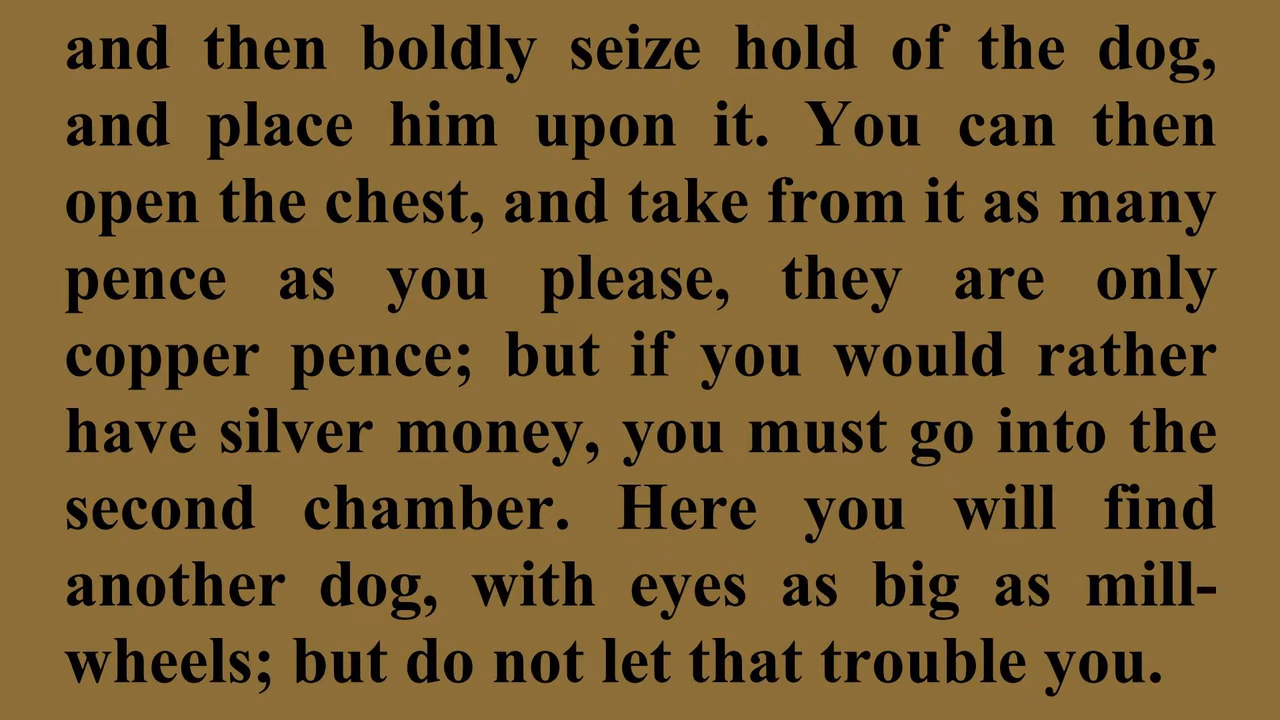 and then boldly seize hold of the dog,
and place him upon it. You can then
open the chest, and take from it as many
pence as you please, they are only
copper pence; but if you would rather
have silver money, you must go into the
second chamber. Here you will find
another dog, with eyes as big as mill-
wheels; but do not let that trouble you.